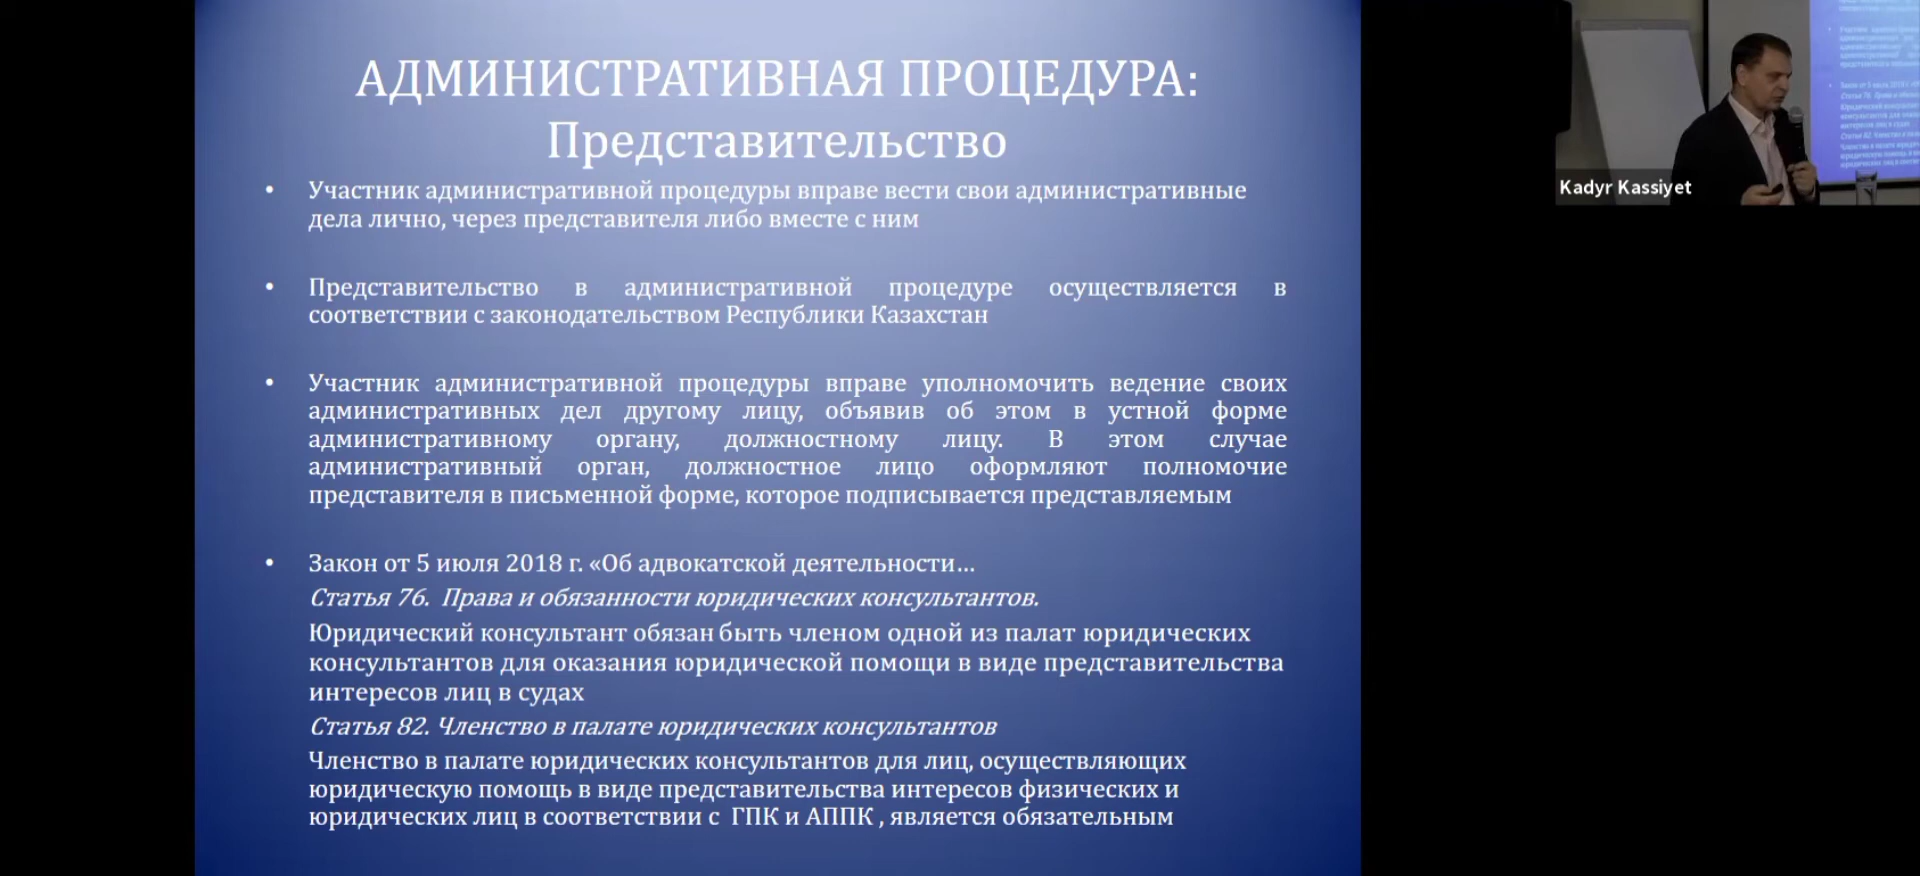 АДМИНИСТРАТИВНАЯ ПРОЦЕДУРА:
Представительство
• Участник административной процедуры вправе вести свои административные
дела лично, через представителя либо вместе с ним
• Представительство в административной процедуре осуществляется в
соответствии с законодательством Республики Казахстан
• Участник административной процедуры вправе уполномочить ведение своих
административных дел другому лицу, объявив об этом в устной форме
административному органу, должностному лицу. В этом случае
административный орган, должностное лицо оформляют полномочие
представителя в письменной форме, которое подписывается представляемым
• Закон от 5 июля 2018 г. «Об адвокатской деятельности...
Статья 76. Права и обязанности юридических консультантов.
Юридический консультант обязан быть членом одной из палат юридических
консультантов для оказания юридической помощи в виде представительства
интересов лиц в судах
Статья 82. Членство в палате юридических консультантов
Членство в палате юридических консультантов для лиц, осуществляющих
юридическую помощь в виде представительства интересов физических и
юридических лиц в соответствии с ГПК и АППК , является обязательным
Kadyr Kassiyet